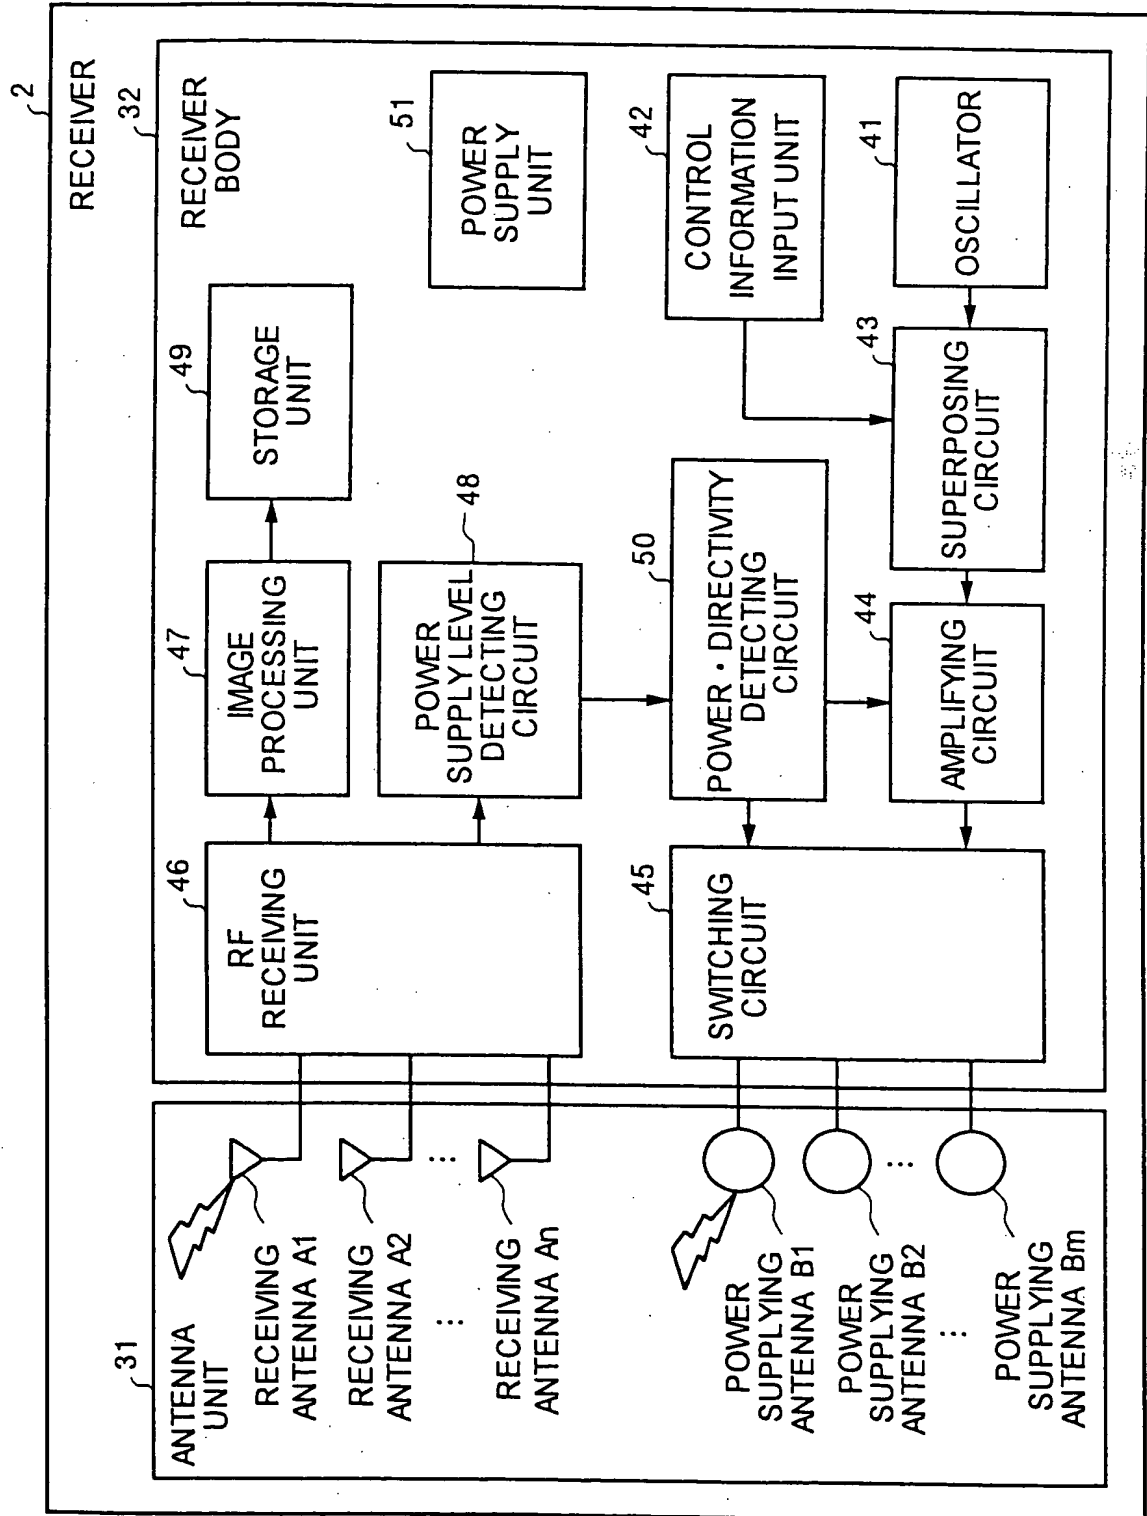 2
RECEIVER
32
RECEIVER
BODY
31
ANTENNA
UNIT
RECEIVING
ANTENNA A1
RECEIVING
ANTENNA A2
⋮
RECEIVING
ANTENNA An
...
46
RF
RECEIVING
UNIT
47
IMAGE
PROCESSING
UNIT
49
STORAGE
UNIT
48
POWER
SUPPLY LEVEL
DETECTING
CIRCUIT
51
POWER
SUPPLY
UNIT
POWER
SUPPLYING
ANTENNA B1
POWER
SUPPLYING
ANTENNA B2
⋮
POWER
SUPPLYING
ANTENNA Bm
...
45
SWITCHING
CIRCUIT
50
POWER・DIRECTIVITY
DETECTING
CIRCUIT
42
CONTROL
INFORMATION
INPUT UNIT
44
AMPLIFYING
CIRCUIT
43
SUPERPOSING
CIRCUIT
41
OSCILLATOR